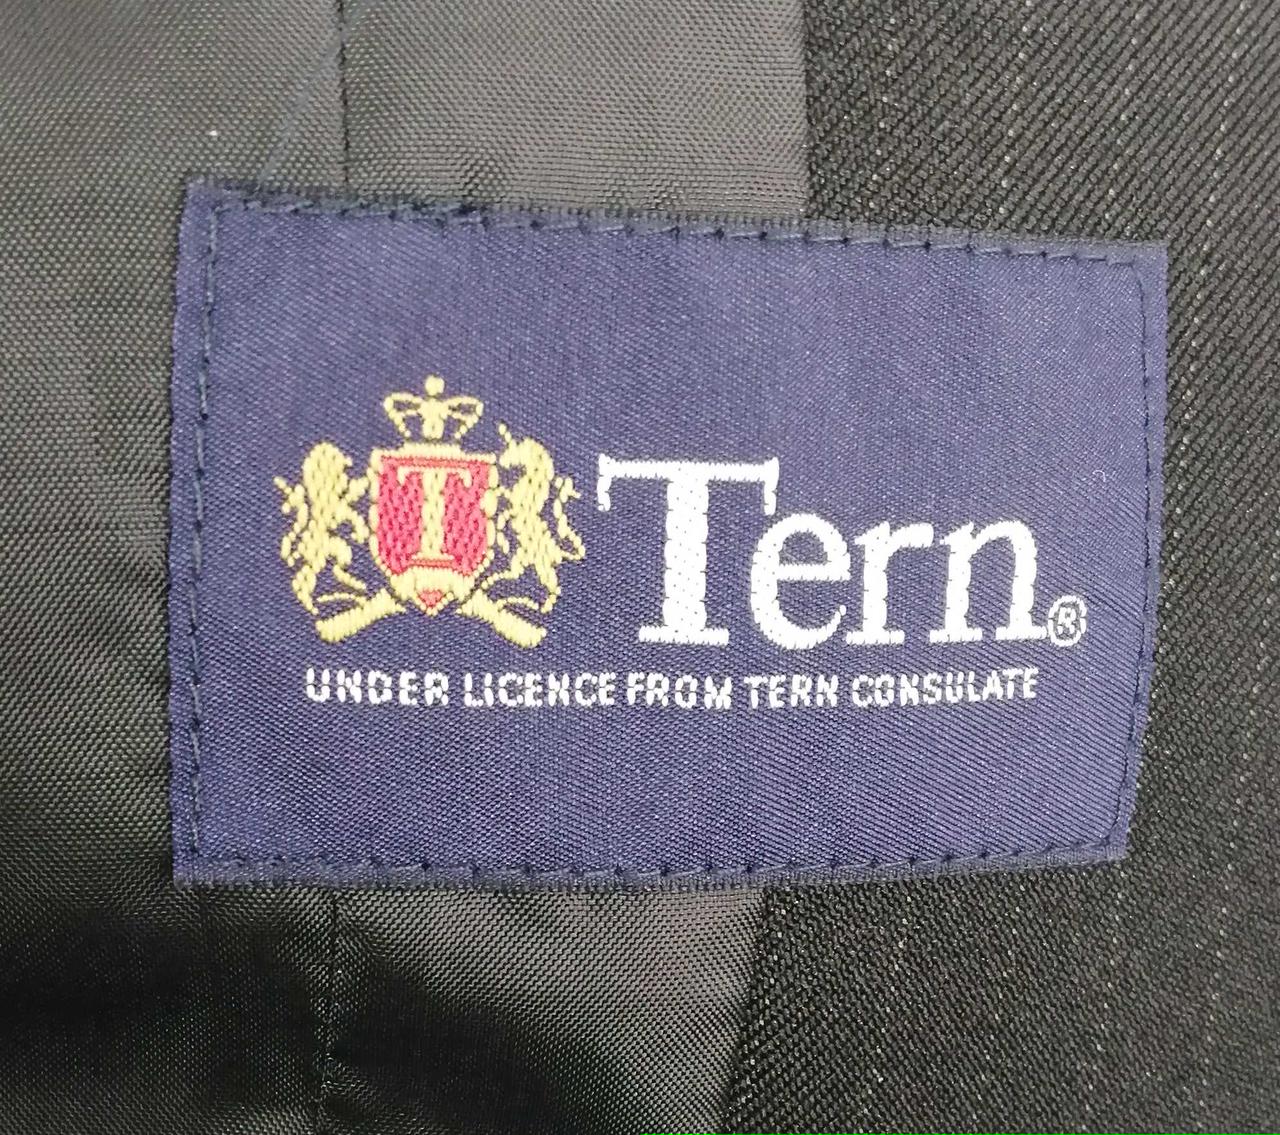 T
Tern®
UNDER LICENCE FROM TERN CONSULATE